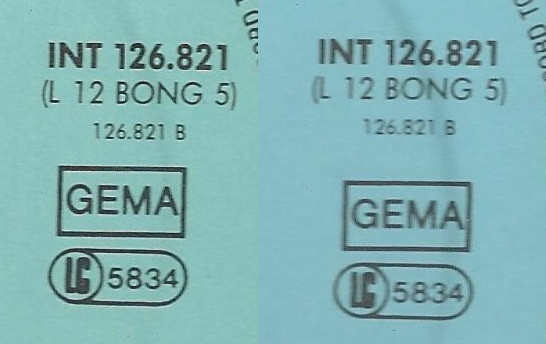 INT 126.821
(L 12 BONG 5)
126.821 B
GEMA
LC 5834
INT 126.821
(L 12 BONG 5)
126.821 B
GEMA
LC 5834